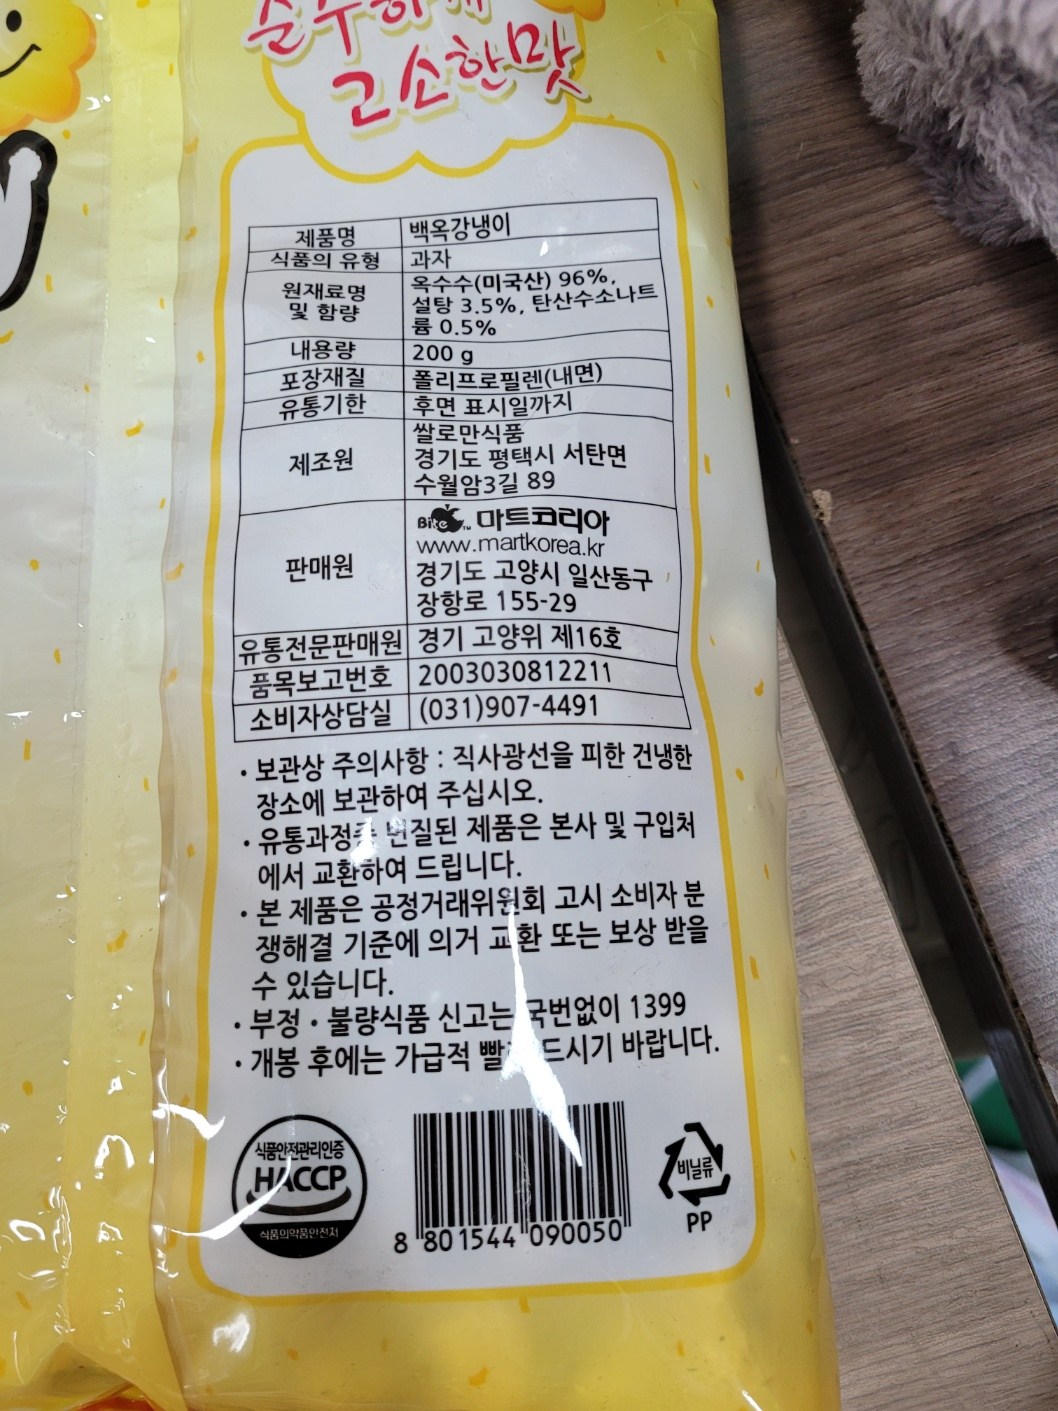 순수하게
고소한맛
제품명 백옥강냉이
식품의 유형 과자
원재료명 및 함량 옥수수(미국산) 96%,
설탕 3.5%, 탄산수소나트
륨 0.5%
내용량 200 g
포장재질 폴리프로필렌(내면)
유통기한 후면 표시일까지
제조원 쌀로만식품
경기도 평택시 서탄면
수월암3길 89
판매원 Bite™ 마트코리아
www.martkorea.kr
경기도 고양시 일산동구
장항로 155-29
유통전문판매원 경기 고양위 제16호
품목보고번호 2003030812211
소비자상담실 (031)907-4491
• 보관상 주의사항 : 직사광선을 피한 건냉한
장소에 보관하여 주십시오.
• 유통과정중 변질된 제품은 본사 및 구입처
에서 교환하여 드립니다.
• 본 제품은 공정거래위원회 고시 소비자 분
쟁해결 기준에 의거 교환 또는 보상 받을
수 있습니다.
• 부정 • 불량식품 신고는 국번없이 1399
• 개봉 후에는 가급적 드시기 바랍니다.
식품안전관리인증
HACCP
식품의약품안전처
8 801544 090050
비닐류
PP